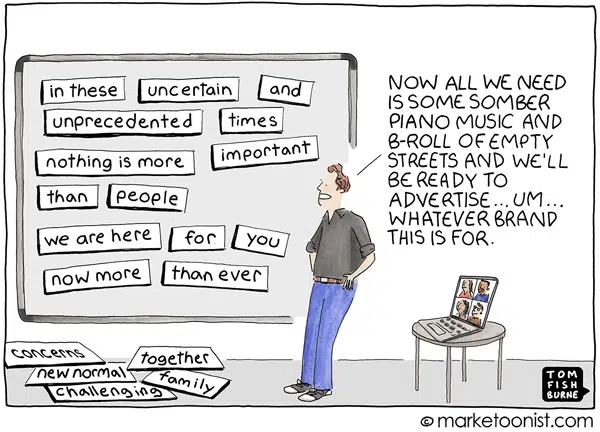 in these uncertain and
unprecedented times
nothing is more important
than people
we are here for you
now more than ever
NOW ALL WE NEED
IS SOME SOMBER
PIANO MUSIC AND
B-ROLL OF EMPTY
STREETS AND WE'LL
BE READY TO
ADVERTISE... UM...
WHATEVER BRAND
THIS IS FOR.
concerns
together
new normal
family
challenging
TOM
FISH
BURNE
© marketoonist.com